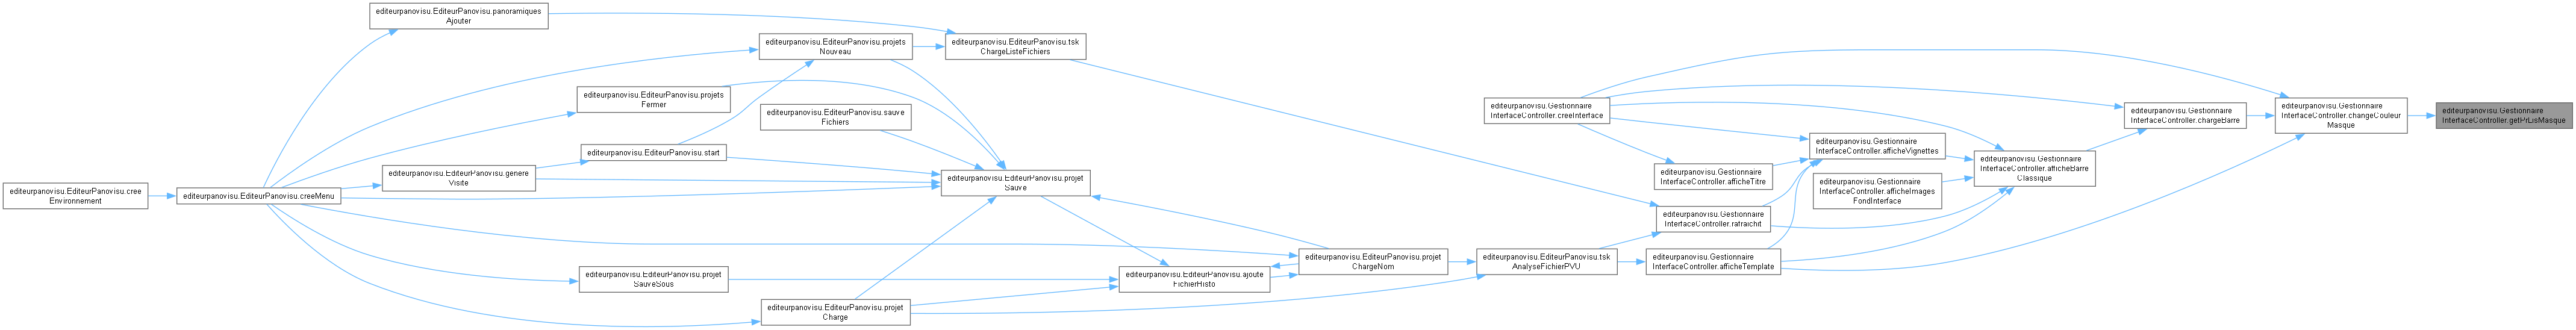 editeurpanovisu.EditeurPanovisu.cree
Environnement
editeurpanovisu.EditeurPanovisu.creeMenu
editeurpanovisu.EditeurPanovisu.panoramiques
Ajouter
editeurpanovisu.EditeurPanovisu.genere
Visite
editeurpanovisu.EditeurPanovisu.projets
Fermer
editeurpanovisu.EditeurPanovisu.start
editeurpanovisu.EditeurPanovisu.projet
SauveSous
editeurpanovisu.EditeurPanovisu.projets
Nouveau
editeurpanovisu.EditeurPanovisu.sauve
Fichiers
editeurpanovisu.EditeurPanovisu.projet
Charge
editeurpanovisu.EditeurPanovisu.tsk
ChargeListeFichiers
editeurpanovisu.EditeurPanovisu.projet
Sauve
editeurpanovisu.EditeurPanovisu.ajoute
FichierHisto
editeurpanovisu.EditeurPanovisu.projet
ChargeNom
editeurpanovisu.EditeurPanovisu.tsk
AnalyseFichierPVU
editeurpanovisu.Gestionnaire
InterfaceController.creeInterface
editeurpanovisu.Gestionnaire
InterfaceController.afficheTitre
editeurpanovisu.Gestionnaire
InterfaceController.rafraichit
editeurpanovisu.Gestionnaire
InterfaceController.afficheTemplate
editeurpanovisu.Gestionnaire
InterfaceController.afficheVignettes
editeurpanovisu.Gestionnaire
InterfaceController.afficheImages
FondInterface
editeurpanovisu.Gestionnaire
InterfaceController.afficheBarre
Classique
editeurpanovisu.Gestionnaire
InterfaceController.chargeBarre
editeurpanovisu.Gestionnaire
InterfaceController.changeCouleur
Masque
editeurpanovisu.Gestionnaire
InterfaceController.getPrLisMasque